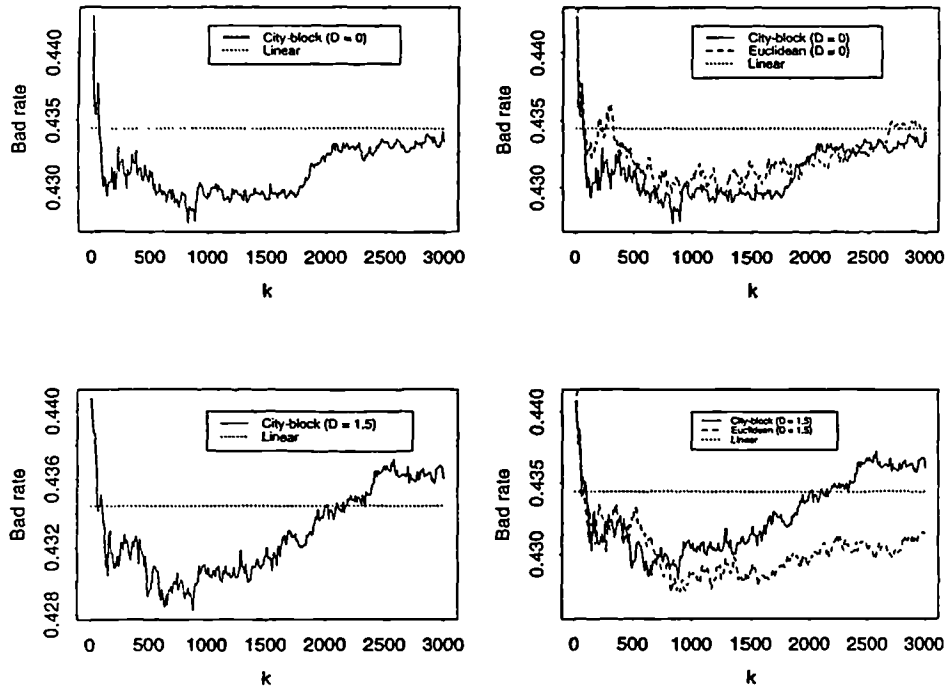 City-block (D = 0)
Linear
Bad rate
0.440
0.435
0.430
0 500 1000 1500 2000 2500 3000
k
City-block (D = 0)
Euclidean (D = 0)
Linear
Bad rate
0.440
0.435
0.430
0 500 1000 1500 2000 2500 3000
k
City-block (D = 1.5)
Linear
Bad rate
0.440
0.436
0.432
0.428
0 500 1000 1500 2000 2500 3000
k
City-block (D = 1.5)
Euclidean (D = 1.5)
Linear
Bad rate
0.440
0.435
0.430
0 500 1000 1500 2000 2500 3000
k